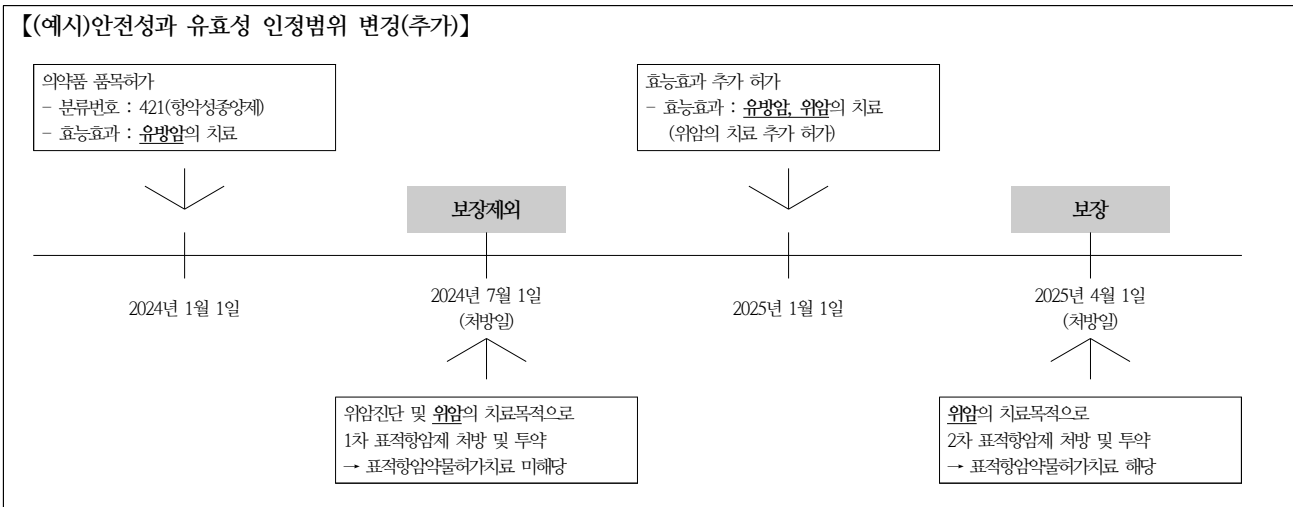 【(예시)안전성과 유효성 인정범위 변경(추가)】
의약품 품목허가
- 분류번호 : 421(항악성종양제)
- 효능효과 : 유방암의 치료
효능효과 추가 허가
- 효능효과 : 유방암, 위암의 치료
(위암의 치료 추가 허가)
보장제외
보장
2024년 1월 1일
2024년 7월 1일
(처방일)
2025년 1월 1일
2025년 4월 1일
(처방일)
위암진단 및 위암의 치료목적으로
1차 표적항암제 처방 및 투약
→ 표적항암약물허가치료 미해당
위암의 치료목적으로
2차 표적항암제 처방 및 투약
→ 표적항암약물허가치료 해당